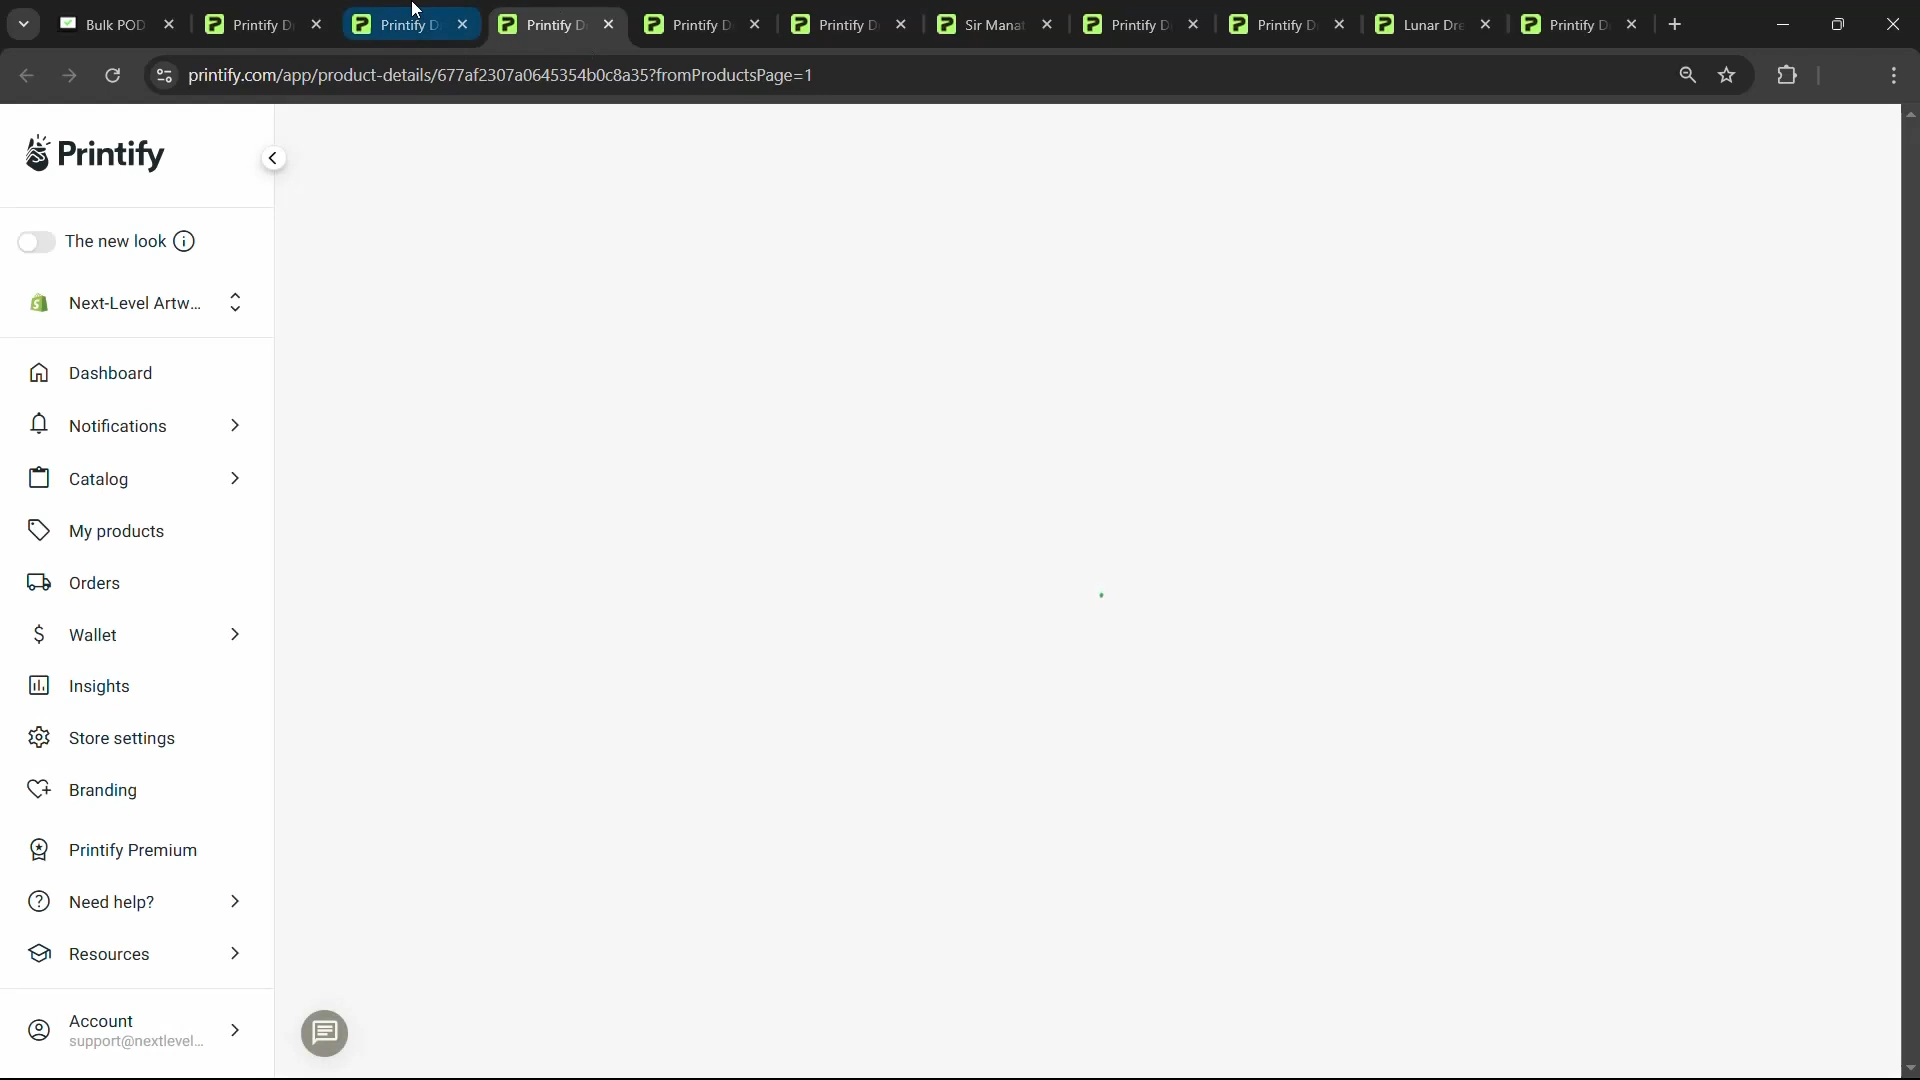 Bulk POD
Printify D
Printify D
Printify D
Printify D
Printify D
Sir Manat
Printify D
Printify D
Lunar Dre
Printify D
printify.com/app/product-details/677af2307a0645354b0c8a35?fromProductsPage=1
Printify
The new look
Next-Level Artw...
Dashboard
Notifications
Catalog
My products
Orders
Wallet
Insights
Store settings
Branding
Printify Premium
Need help?
Resources
Account
support@nextlevel...